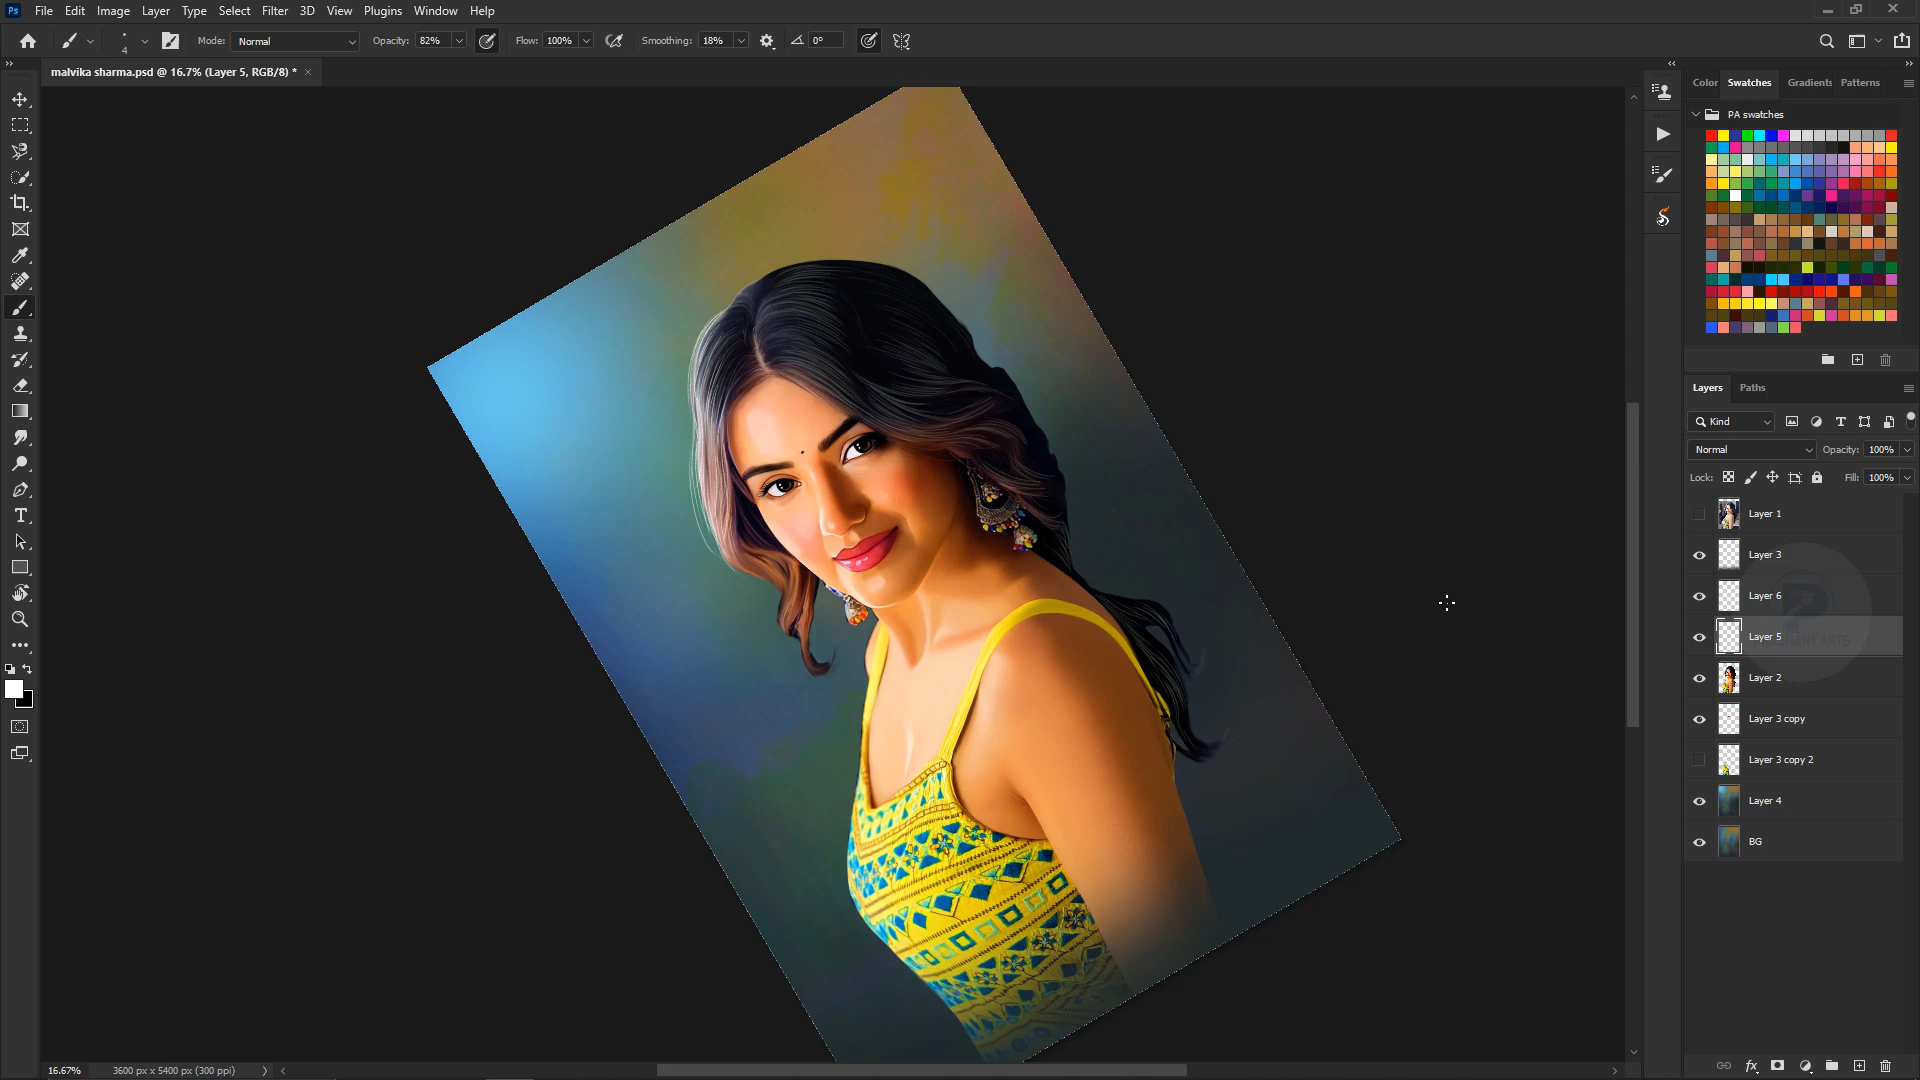 Ps File Edit Image Layer Type Select Filter 3D View Plugins Window Help
4 Mode: Normal Opacity: 82% Flow: 100% Smoothing: 18% 0°
malvika sharma.psd @ 16.7% (Layer 5, RGB/8) * ×
Color Swatches Gradients Patterns
PA swatches
Layers Paths
Kind
Normal Opacity: 100%
Lock: Fill: 100%
Layer 1
Layer 3
Layer 6
Layer 5
Layer 2
Layer 3 copy
Layer 3 copy 2
Layer 4
BG
16.67% 3600 px x 5400 px (300 ppi)